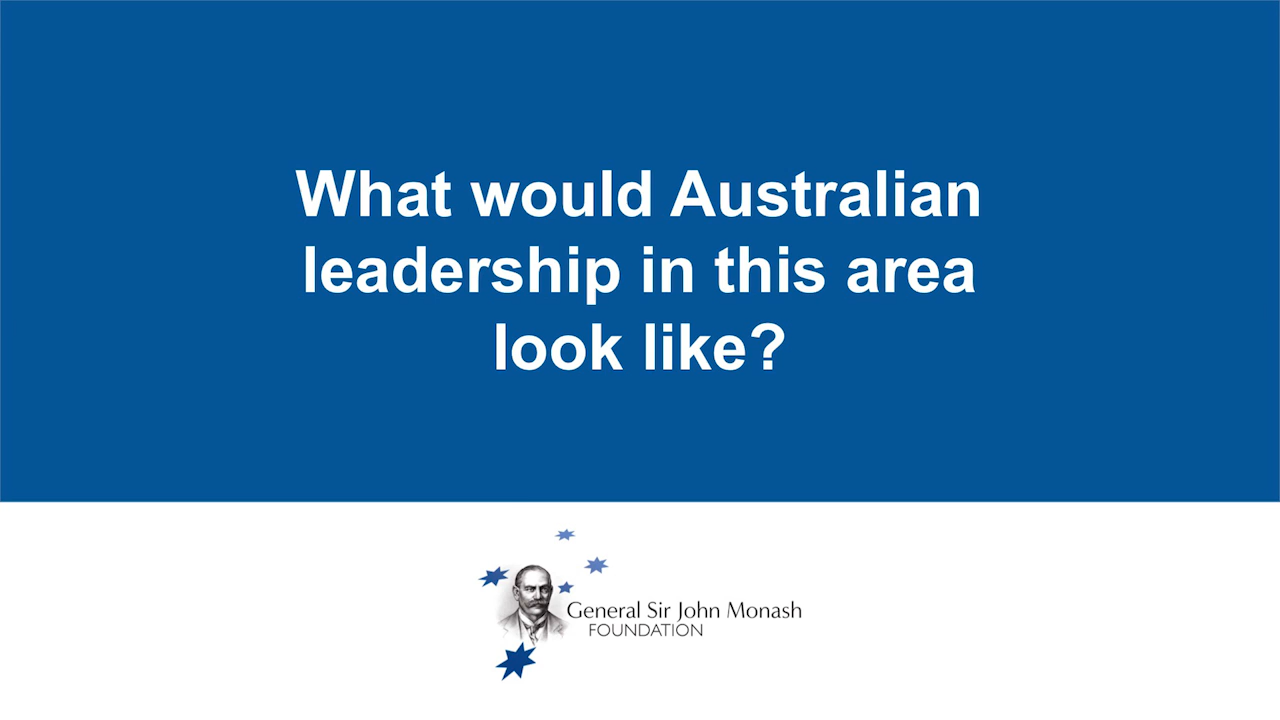 What would Australian
leadership in this area
look like?
General Sir John Monash
FOUNDATION